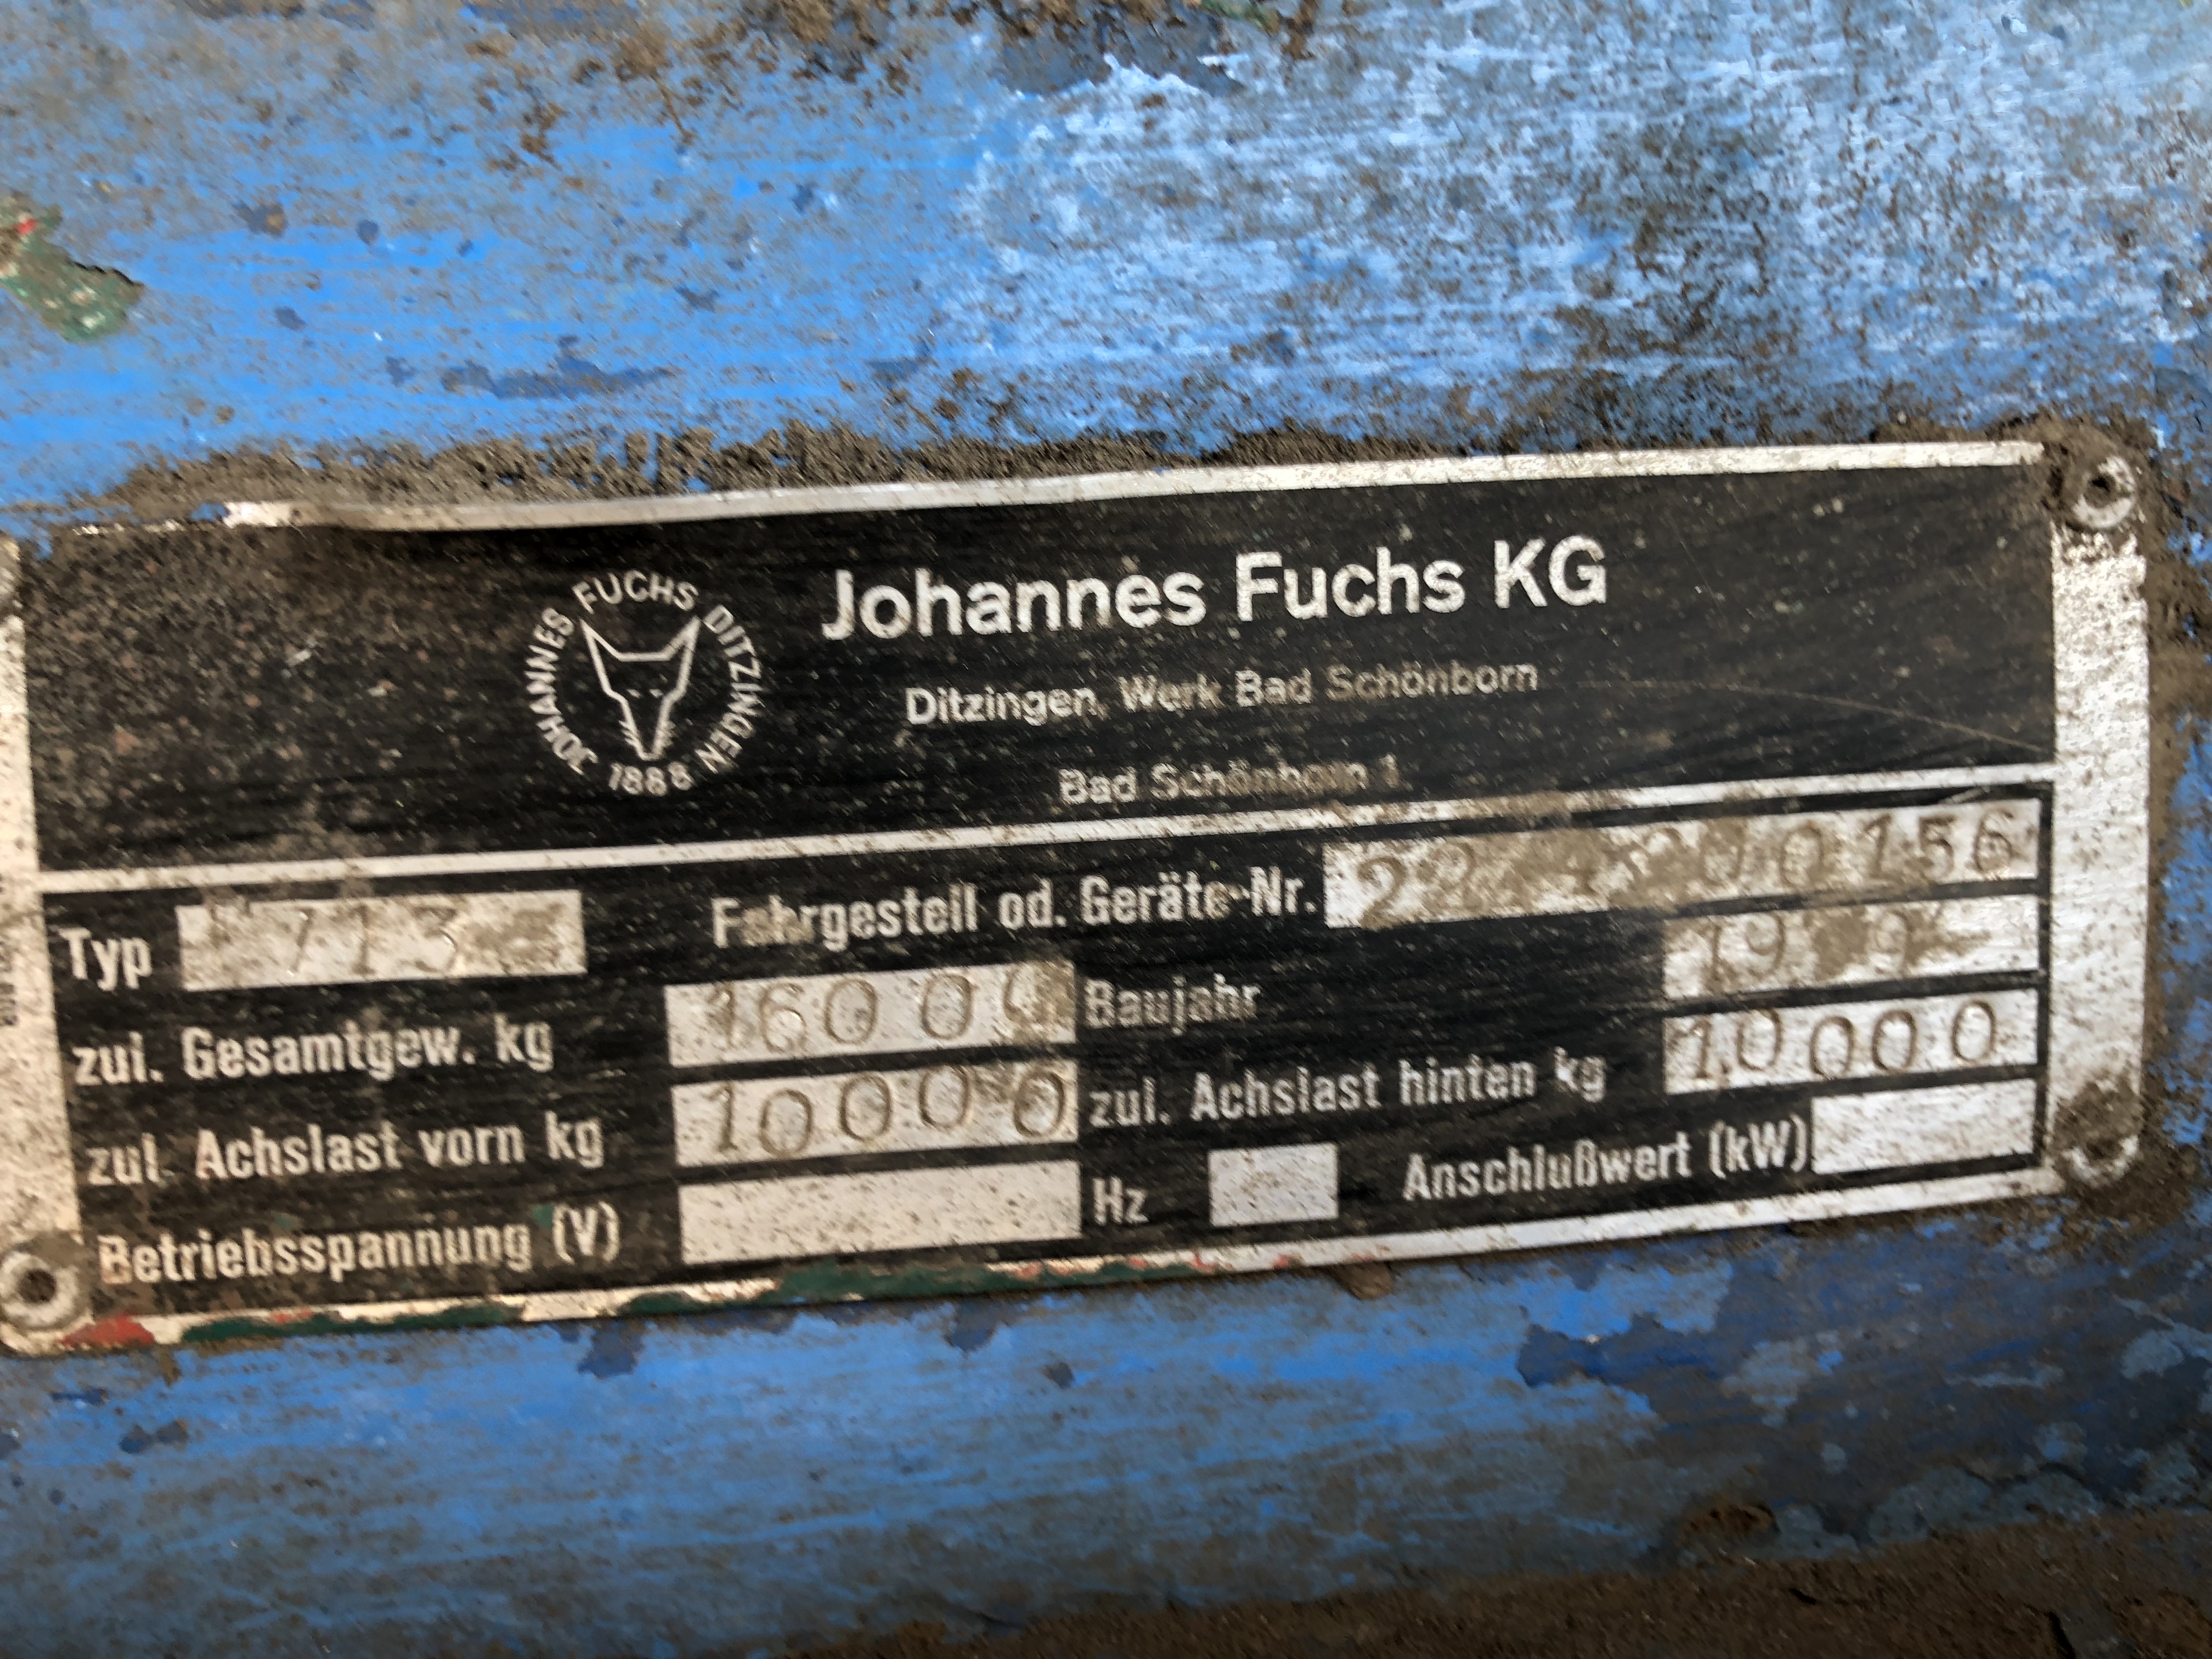 JOHANNES FUCHS DITZINGEN
1888
Johannes Fuchs KG
Ditzingen, Werk Bad Schönborn
Bad Schönborn 1
Typ 713 Fahrgestell od. Geräte-Nr.
zul. Gesamtgew. kg 16000 Baujahr
zul. Achslast vorn kg 10000 zul. Achslast hinten kg 10000
Betriebsspannung (V) Hz Anschlußwert (kW)